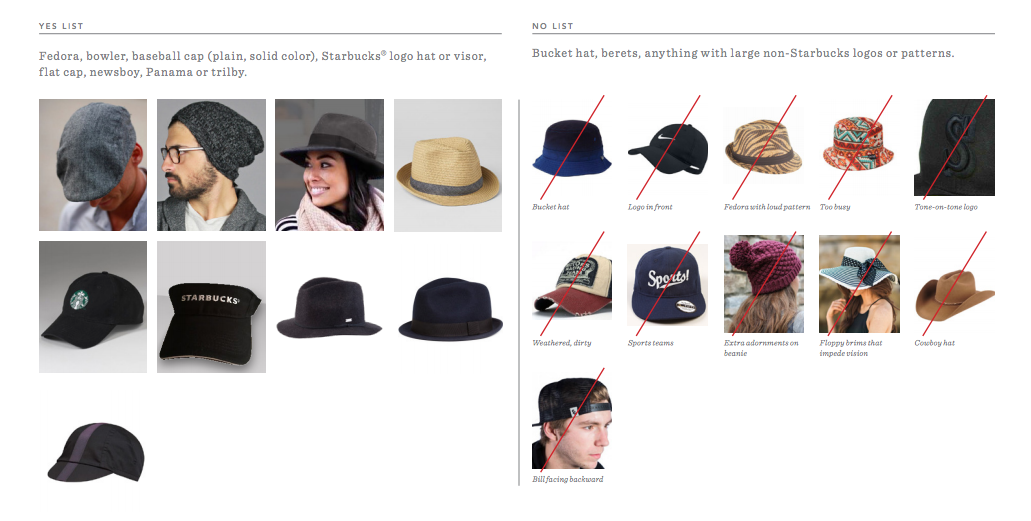 YES LIST
Fedora, bowler, baseball cap (plain, solid color), Starbucks® logo hat or visor,
flat cap, newsboy, Panama or trilby.
NO LIST
Bucket hat, berets, anything with large non-Starbucks logos or patterns.
STARBUCKS®
Bucket hat
Logo in front
Fedora with loud pattern
Too busy
Tone-on-tone logo
Sports!
Weathered, dirty
Sports teams
Extra adornments on
beanie
Floppy brims that
impede vision
Cowboy hat
Bill facing backward